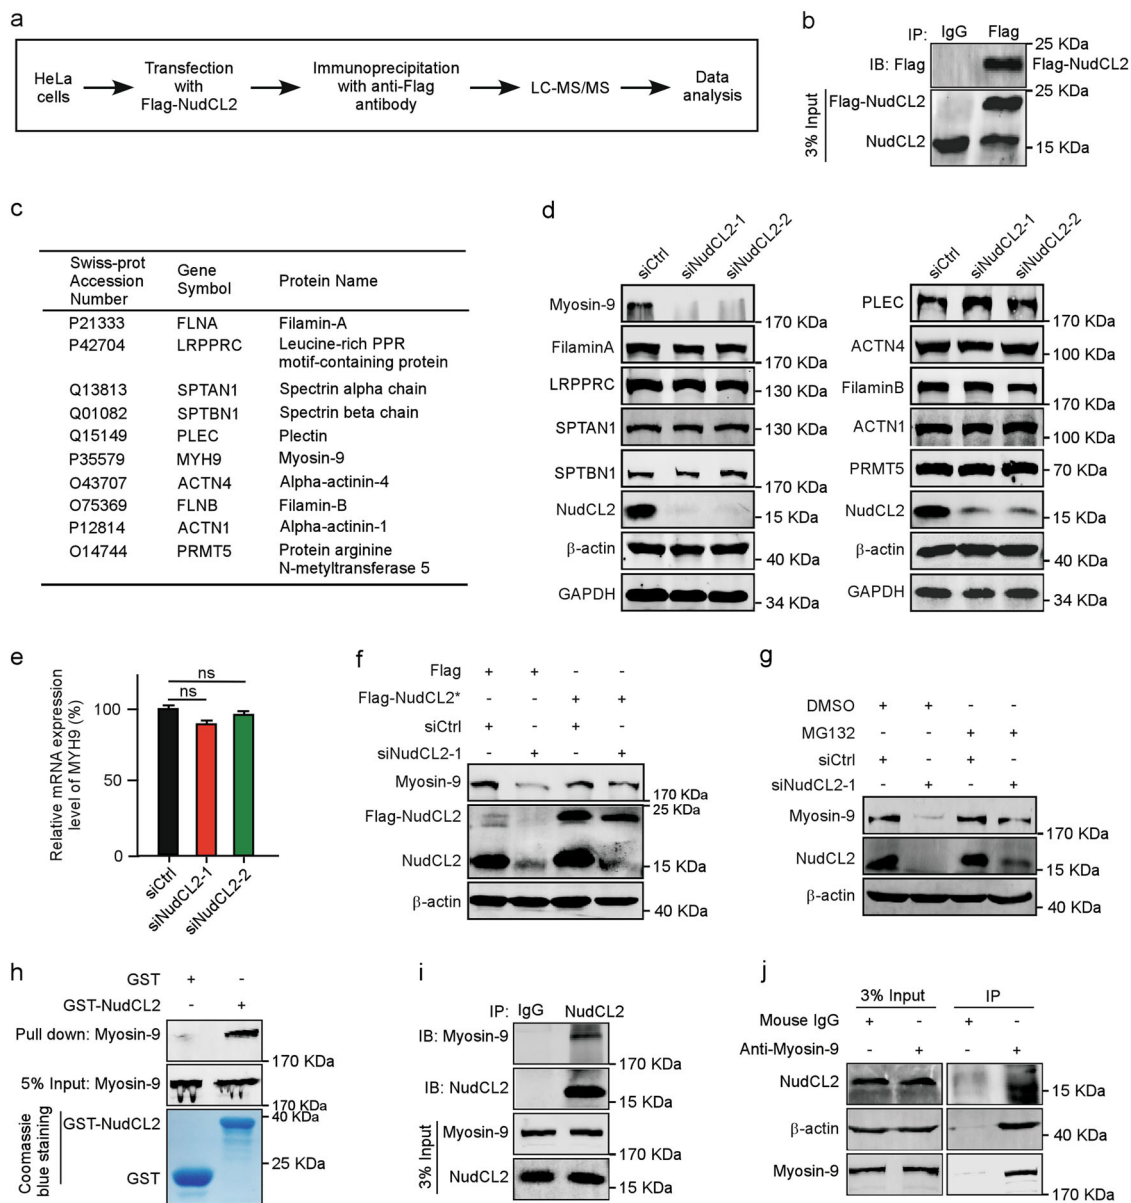 a
HeLa
cells
Transfection
with
Flag-NudCL2
Immunoprecipitation
with anti-Flag
antibody
LC-MS/MS
Data
analysis
b
IP: IgG Flag
25 KDa
IB: Flag
Flag-NudCL2
25 KDa
3% Input
Flag-NudCL2
NudCL2
15 KDa
c
Swiss-prot
Accession
Number
Gene
Symbol
Protein Name
P21333 FLNA Filamin-A
P42704 LRPPRC Leucine-rich PPR
motif-containing protein
Q13813 SPTAN1 Spectrin alpha chain
Q01082 SPTBN1 Spectrin beta chain
Q15149 PLEC Plectin
P35579 MYH9 Myosin-9
O43707 ACTN4 Alpha-actinin-4
O75369 FLNB Filamin-B
P12814 ACTN1 Alpha-actinin-1
O14744 PRMT5 Protein arginine
N-metyltransferase 5
d
siCtrl
siNudCL2-1
siNudCL2-2
Myosin-9
170 KDa
FilaminA
170 KDa
LRPPRC
130 KDa
SPTAN1
130 KDa
SPTBN1
170 KDa
NudCL2
15 KDa
β-actin
40 KDa
GAPDH
34 KDa
siCtrl
siNudCL2-1
siNudCL2-2
PLEC
170 KDa
ACTN4
100 KDa
FilaminB
170 KDa
ACTN1
100 KDa
PRMT5
70 KDa
NudCL2
15 KDa
β-actin
40 KDa
GAPDH
34 KDa
e
Relative mRNA expression
level of MYH9 (%)
100
50
0
ns
ns
siCtrl
siNudCL2-1
siNudCL2-2
f
Flag + + - -
Flag-NudCL2* - - + +
siCtrl + - + -
siNudCL2-1 - + - +
Myosin-9
170 KDa
25 KDa
Flag-NudCL2
NudCL2
15 KDa
β-actin
40 KDa
g
DMSO + + - -
MG132 - - + +
siCtrl + - + -
siNudCL2-1 - + - +
Myosin-9
170 KDa
NudCL2
15 KDa
β-actin
40 KDa
h
GST + -
GST-NudCL2 - +
Pull down: Myosin-9
170 KDa
5% Input: Myosin-9
170 KDa
Coomassie
blue staining
GST-NudCL2
40 KDa
25 KDa
GST
i
IP: IgG NudCL2
IB: Myosin-9
170 KDa
IB: NudCL2
15 KDa
3% Input
Myosin-9
170 KDa
NudCL2
15 KDa
j
3% Input IP
Mouse IgG + - + -
Anti-Myosin-9 - + - +
NudCL2
15 KDa
β-actin
40 KDa
Myosin-9
170 KDa